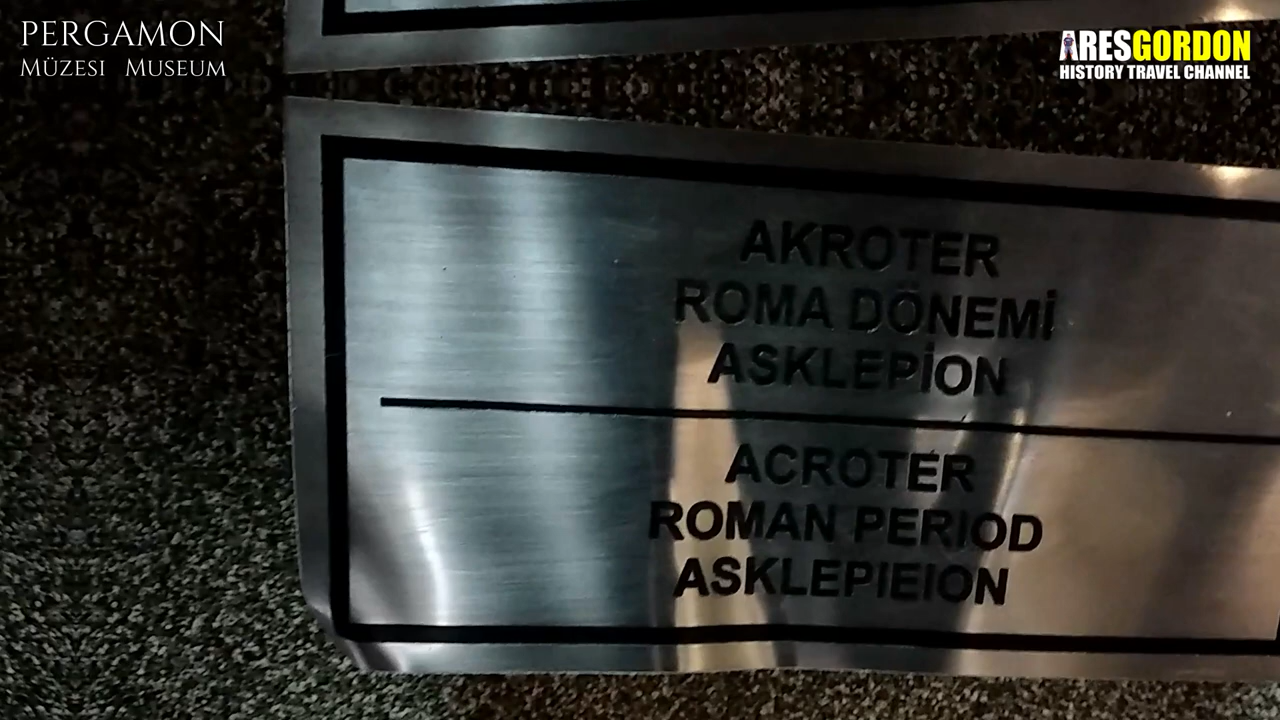 PERGAMON
MÜZESI MUSEUM
ARESGORDON
HISTORY TRAVEL CHANNEL
AKROTER
ROMA DÖNEMİ
ASKLEPİON
ACROTER
ROMAN PERIOD
ASKLEPIEION